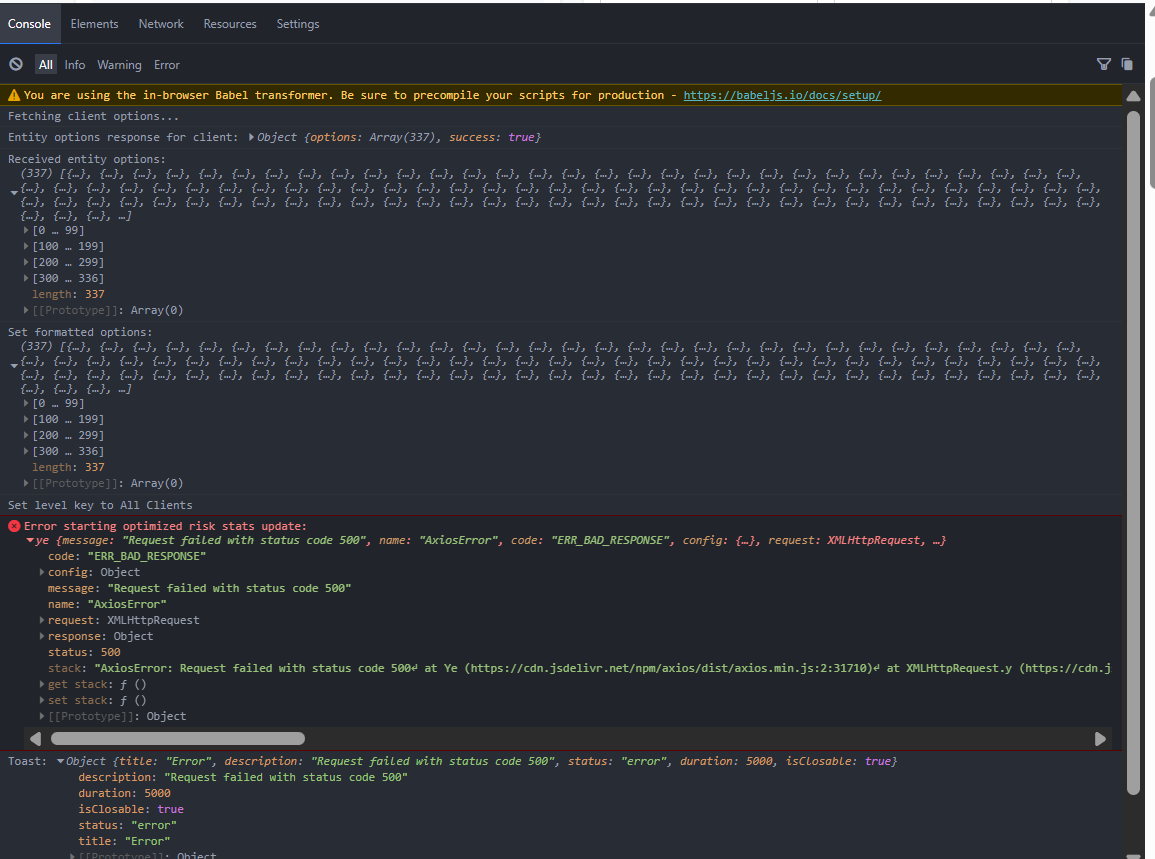 Console Elements Network Resources Settings
All Info Warning Error
You are using the in-browser Babel transformer. Be sure to precompile your scripts for production - https://babeljs.io/docs/setup/
Fetching client options...
Entity options response for client: Object {options: Array(337), success: true}
Received entity options:
(337) [{…}, {…}, {…}, {…}, {…}, {…}, {…}, {…}, {…}, {…}, {…}, {…}, {…}, {…}, {…}, {…}, {…}, {…}, {…}, {…}, {…}, {…}, {…}, {…}, {…}, {…}, {…}, {…}, {…}, {…}, {…},
{…}, {…}, {…}, {…}, {…}, {…}, {…}, {…}, {…}, {…}, {…}, {…}, {…}, {…}, {…}, {…}, {…}, {…}, {…}, {…}, {…}, {…}, {…}, {…}, {…}, {…}, {…}, {…}, {…}, {…}, {…}, {…}, {…},
{…}, {…}, {…}, {…}, {…}, {…}, {…}, {…}, {…}, {…}, {…}, {…}, {…}, {…}, {…}, {…}, {…}, {…}, {…}, {…}, {…}, {…}, {…}, {…}, {…}, {…}, {…}, {…}, {…}, {…}, {…}, {…}, {…},
{…}, {…}, {…}, …]
[0 … 99]
[100 … 199]
[200 … 299]
[300 … 336]
length: 337
[[Prototype]]: Array(0)
Set formatted options:
(337) [{…}, {…}, {…}, {…}, {…}, {…}, {…}, {…}, {…}, {…}, {…}, {…}, {…}, {…}, {…}, {…}, {…}, {…}, {…}, {…}, {…}, {…}, {…}, {…}, {…}, {…}, {…}, {…}, {…}, {…}, {…},
{…}, {…}, {…}, {…}, {…}, {…}, {…}, {…}, {…}, {…}, {…}, {…}, {…}, {…}, {…}, {…}, {…}, {…}, {…}, {…}, {…}, {…}, {…}, {…}, {…}, {…}, {…}, {…}, {…}, {…}, {…}, {…}, {…},
{…}, {…}, {…}, {…}, {…}, {…}, {…}, {…}, {…}, {…}, {…}, {…}, {…}, {…}, {…}, {…}, {…}, {…}, {…}, {…}, {…}, {…}, {…}, {…}, {…}, {…}, {…}, {…}, {…}, {…}, {…}, {…}, {…},
{…}, {…}, {…}, …]
[0 … 99]
[100 … 199]
[200 … 299]
[300 … 336]
length: 337
[[Prototype]]: Array(0)
Set level key to All Clients
Error starting optimized risk stats update:
ye {message: "Request failed with status code 500", name: "AxiosError", code: "ERR_BAD_RESPONSE", config: {…}, request: XMLHttpRequest, …}
code: "ERR_BAD_RESPONSE"
config: Object
message: "Request failed with status code 500"
name: "AxiosError"
request: XMLHttpRequest
response: Object
status: 500
stack: "AxiosError: Request failed with status code 500↵ at Ye (https://cdn.jsdelivr.net/npm/axios/dist/axios.min.js:2:31710)↵ at XMLHttpRequest.y (https://cdn.j
get stack: ƒ ()
set stack: ƒ ()
[[Prototype]]: Object
Toast: Object {title: "Error", description: "Request failed with status code 500", status: "error", duration: 5000, isClosable: true}
description: "Request failed with status code 500"
duration: 5000
isClosable: true
status: "error"
title: "Error"
[[Prototype]]: Object